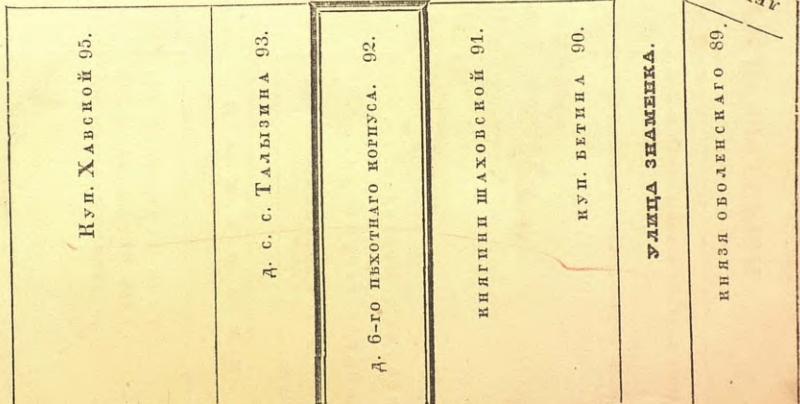 Куп. Хавской 95.
Д. с. с. Талызина 93.
Д. 6-го пѣхотнаго корпуса. 92.
княгини шаховской 91.
куп. бетина 90.
улица знаменка.
князя оболенскаго 89.